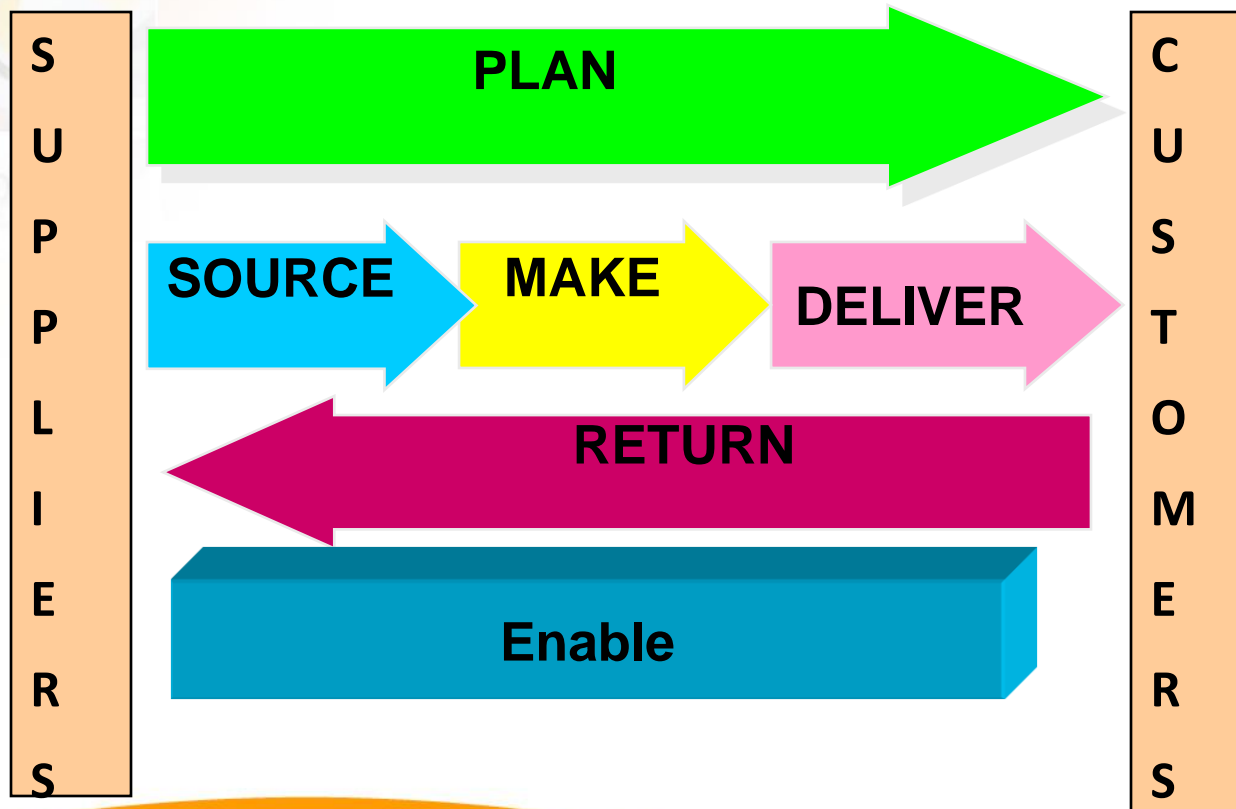 SUPPLIERS
PLAN
SOURCE
MAKE
DELIVER
RETURN
Enable
CUSTOMERS